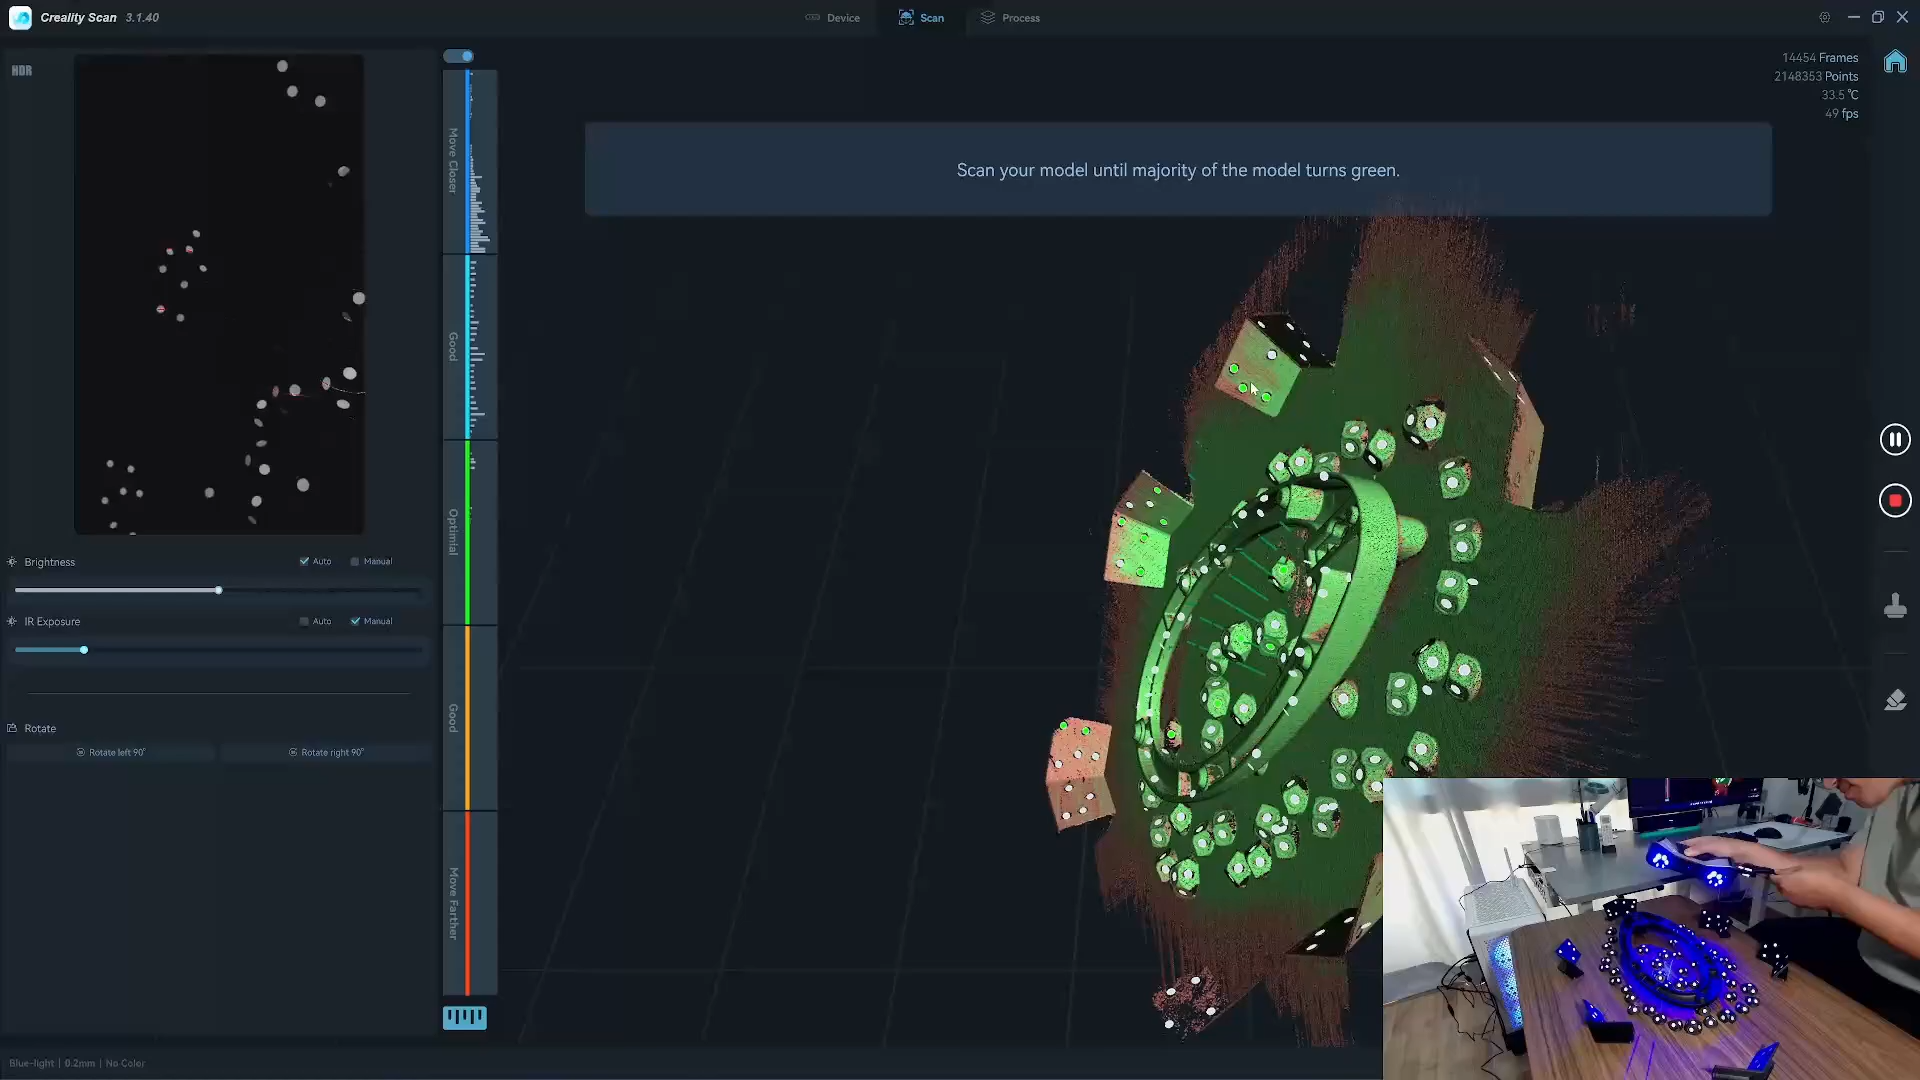 Creality Scan 3.1.40
Device
Scan
Process
HDR
14454 Frames
2148353 Points
33.5 ℃
49 fps
Scan your model until majority of the model turns green.
Move Closer
Good
Optimial
Good
Move Farther
Brightness
Auto
Manual
IR Exposure
Auto
Manual
Rotate
Rotate left 90°
Rotate right 90°
Blue-light | 0.2mm | No Color